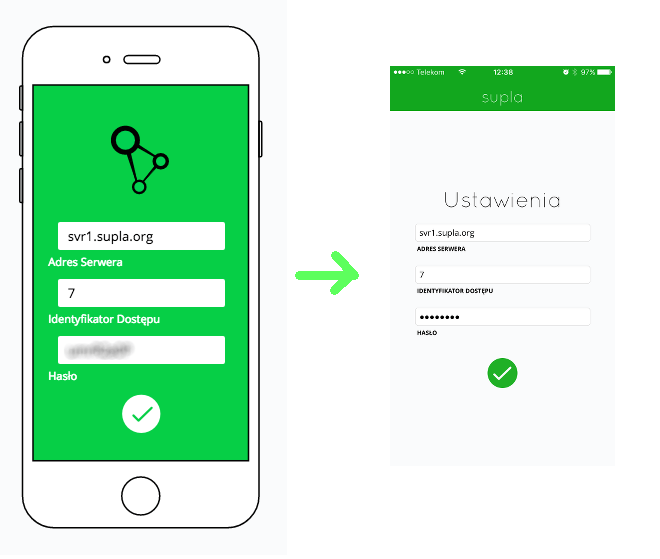 svr1.supla.org
Adres Serwera
7
Identyfikator Dostępu
Hasło
Telekom 12:38 97%
supla
Ustawienia
svr1.supla.org
ADRES SERWERA
7
IDENTYFIKATOR DOSTĘPU
HASŁO